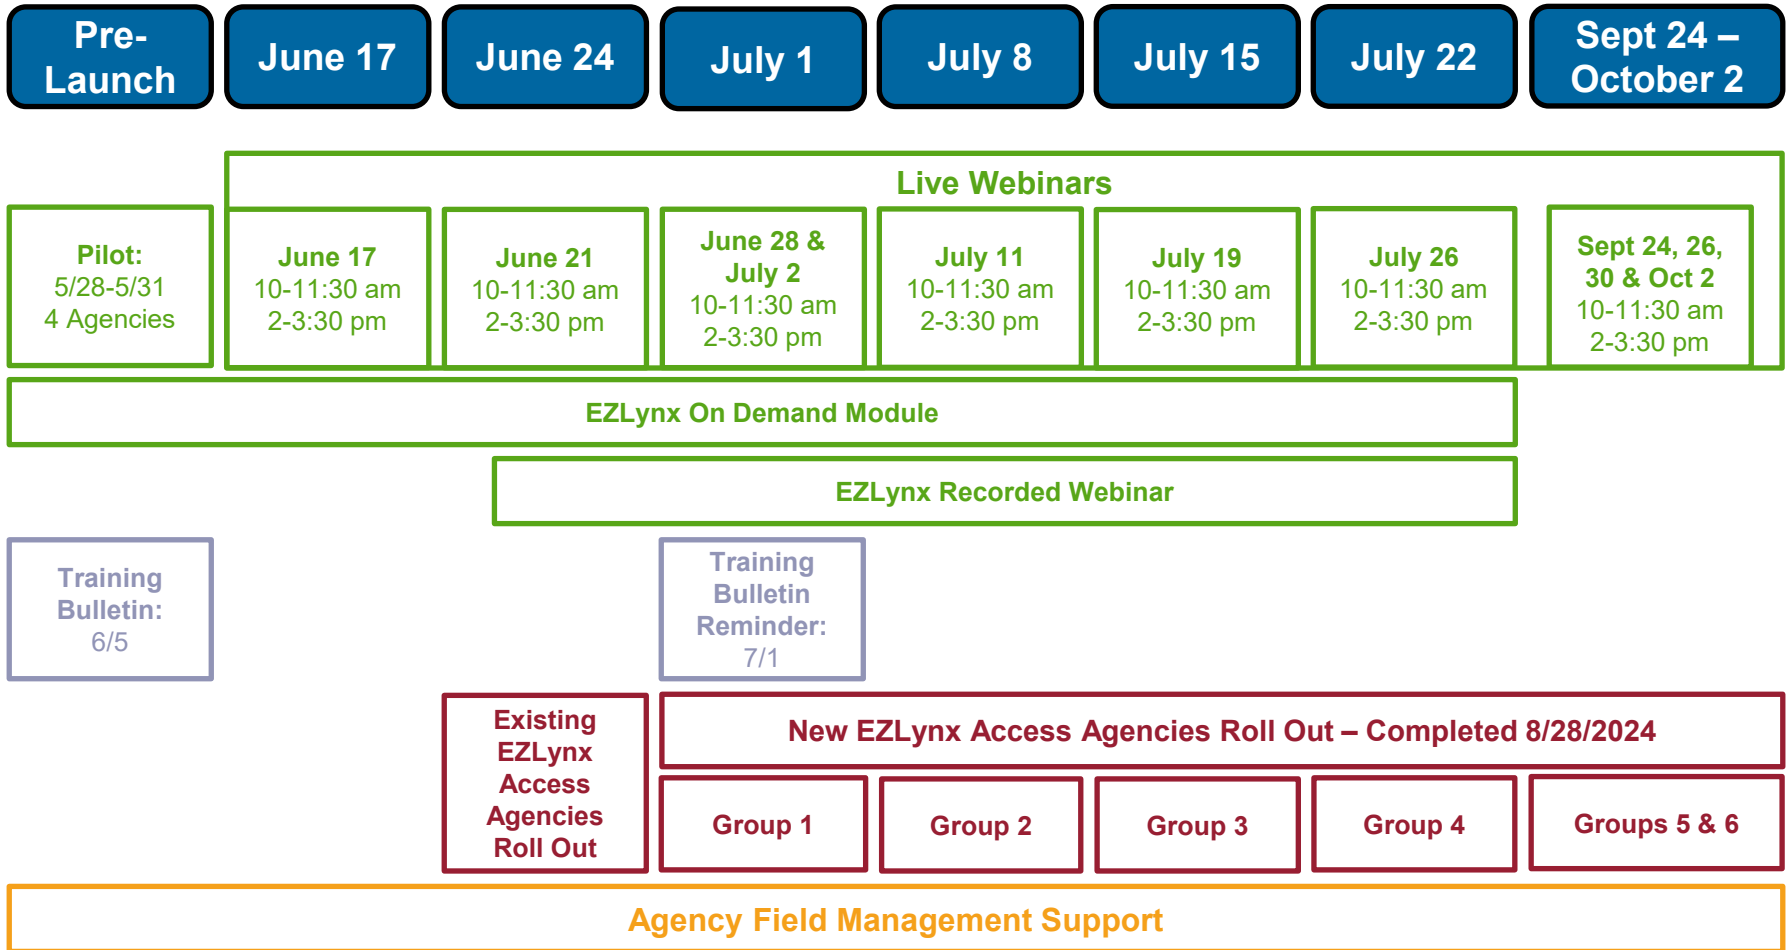 Pre-
Launch
June 17
June 24
July 1
July 8
July 15
July 22
Sept 24 –
October 2
Live Webinars
Pilot:
5/28-5/31
4 Agencies
June 17
10-11:30 am
2-3:30 pm
June 21
10-11:30 am
2-3:30 pm
June 28 &
July 2
10-11:30 am
2-3:30 pm
July 11
10-11:30 am
2-3:30 pm
July 19
10-11:30 am
2-3:30 pm
July 26
10-11:30 am
2-3:30 pm
Sept 24, 26,
30 & Oct 2
10-11:30 am
2-3:30 pm
EZLynx On Demand Module
EZLynx Recorded Webinar
Training
Bulletin:
6/5
Training
Bulletin
Reminder:
7/1
Existing
EZLynx
Access
Agencies
Roll Out
New EZLynx Access Agencies Roll Out – Completed 8/28/2024
Group 1
Group 2
Group 3
Group 4
Groups 5 & 6
Agency Field Management Support